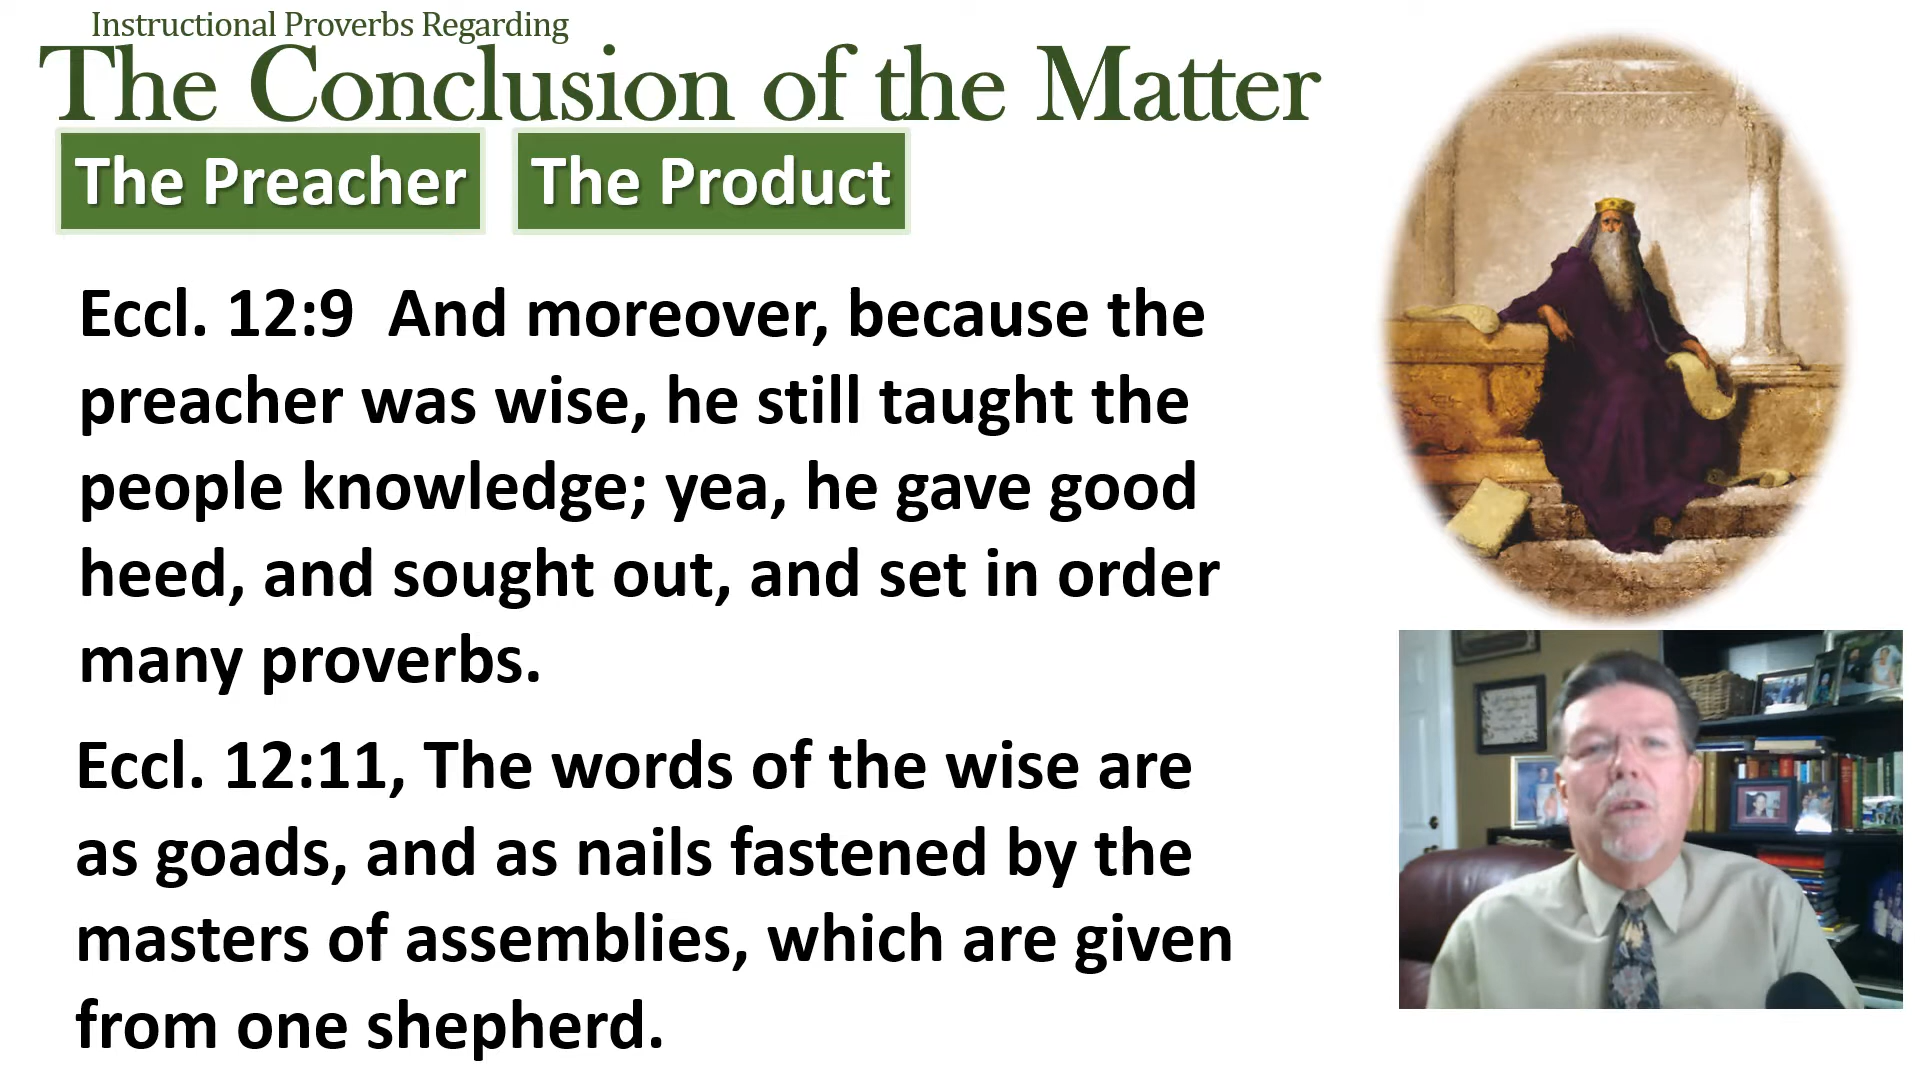 Instructional Proverbs Regarding
The Conclusion of the Matter
The Preacher The Product
Eccl. 12:9 And moreover, because the
preacher was wise, he still taught the
people knowledge; yea, he gave good
heed, and sought out, and set in order
many proverbs.
Eccl. 12:11, The words of the wise are
as goads, and as nails fastened by the
masters of assemblies, which are given
from one shepherd.